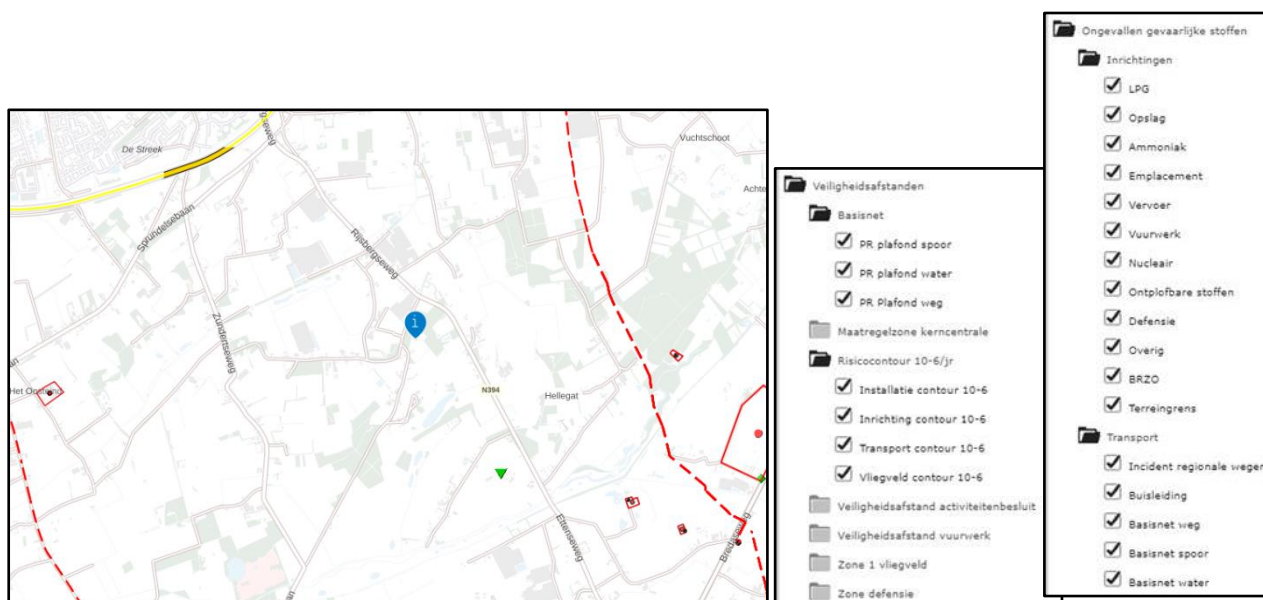 De Streek
Vuchtschoot
Sprundelsebaan
Rijsbergseweg
Zundertseweg
N394
Hellegat
Ettenseweg
i
Veiligheidsafstanden
Basisnet
PR plafond spoor
PR plafond water
PR Plafond weg
Maatregelzone kerncentrale
Risicocontour 10-6/jr
Installatie contour 10-6
Inrichting contour 10-6
Transport contour 10-6
Vliegveld contour 10-6
Veiligheidsafstand activiteitenbesluit
Veiligheidsafstand vuurwerk
Zone 1 vliegveld
Zone defensie
Ongevallen gevaarlijke stoffen
Inrichtingen
LPG
Opslag
Ammoniak
Emplacement
Vervoer
Vuurwerk
Nucleair
Ontplofbare stoffen
Defensie
Overig
BRZO
Terreingrens
Transport
Incident regionale wegen
Buisleiding
Basisnet weg
Basisnet spoor
Basisnet water